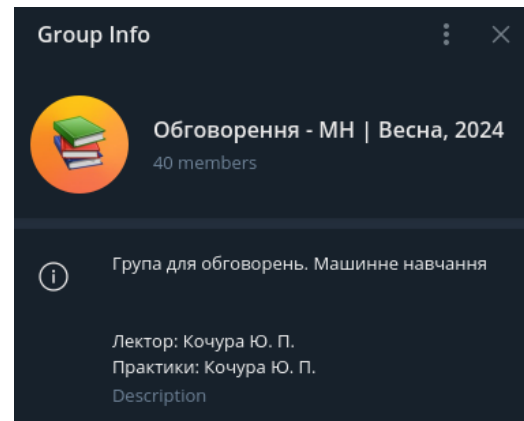 Group Info
Обговорення - МН | Весна, 2024
40 members
Група для обговорень. Машинне навчання
Лектор: Кочура Ю. П.
Практики: Кочура Ю. П.
Description